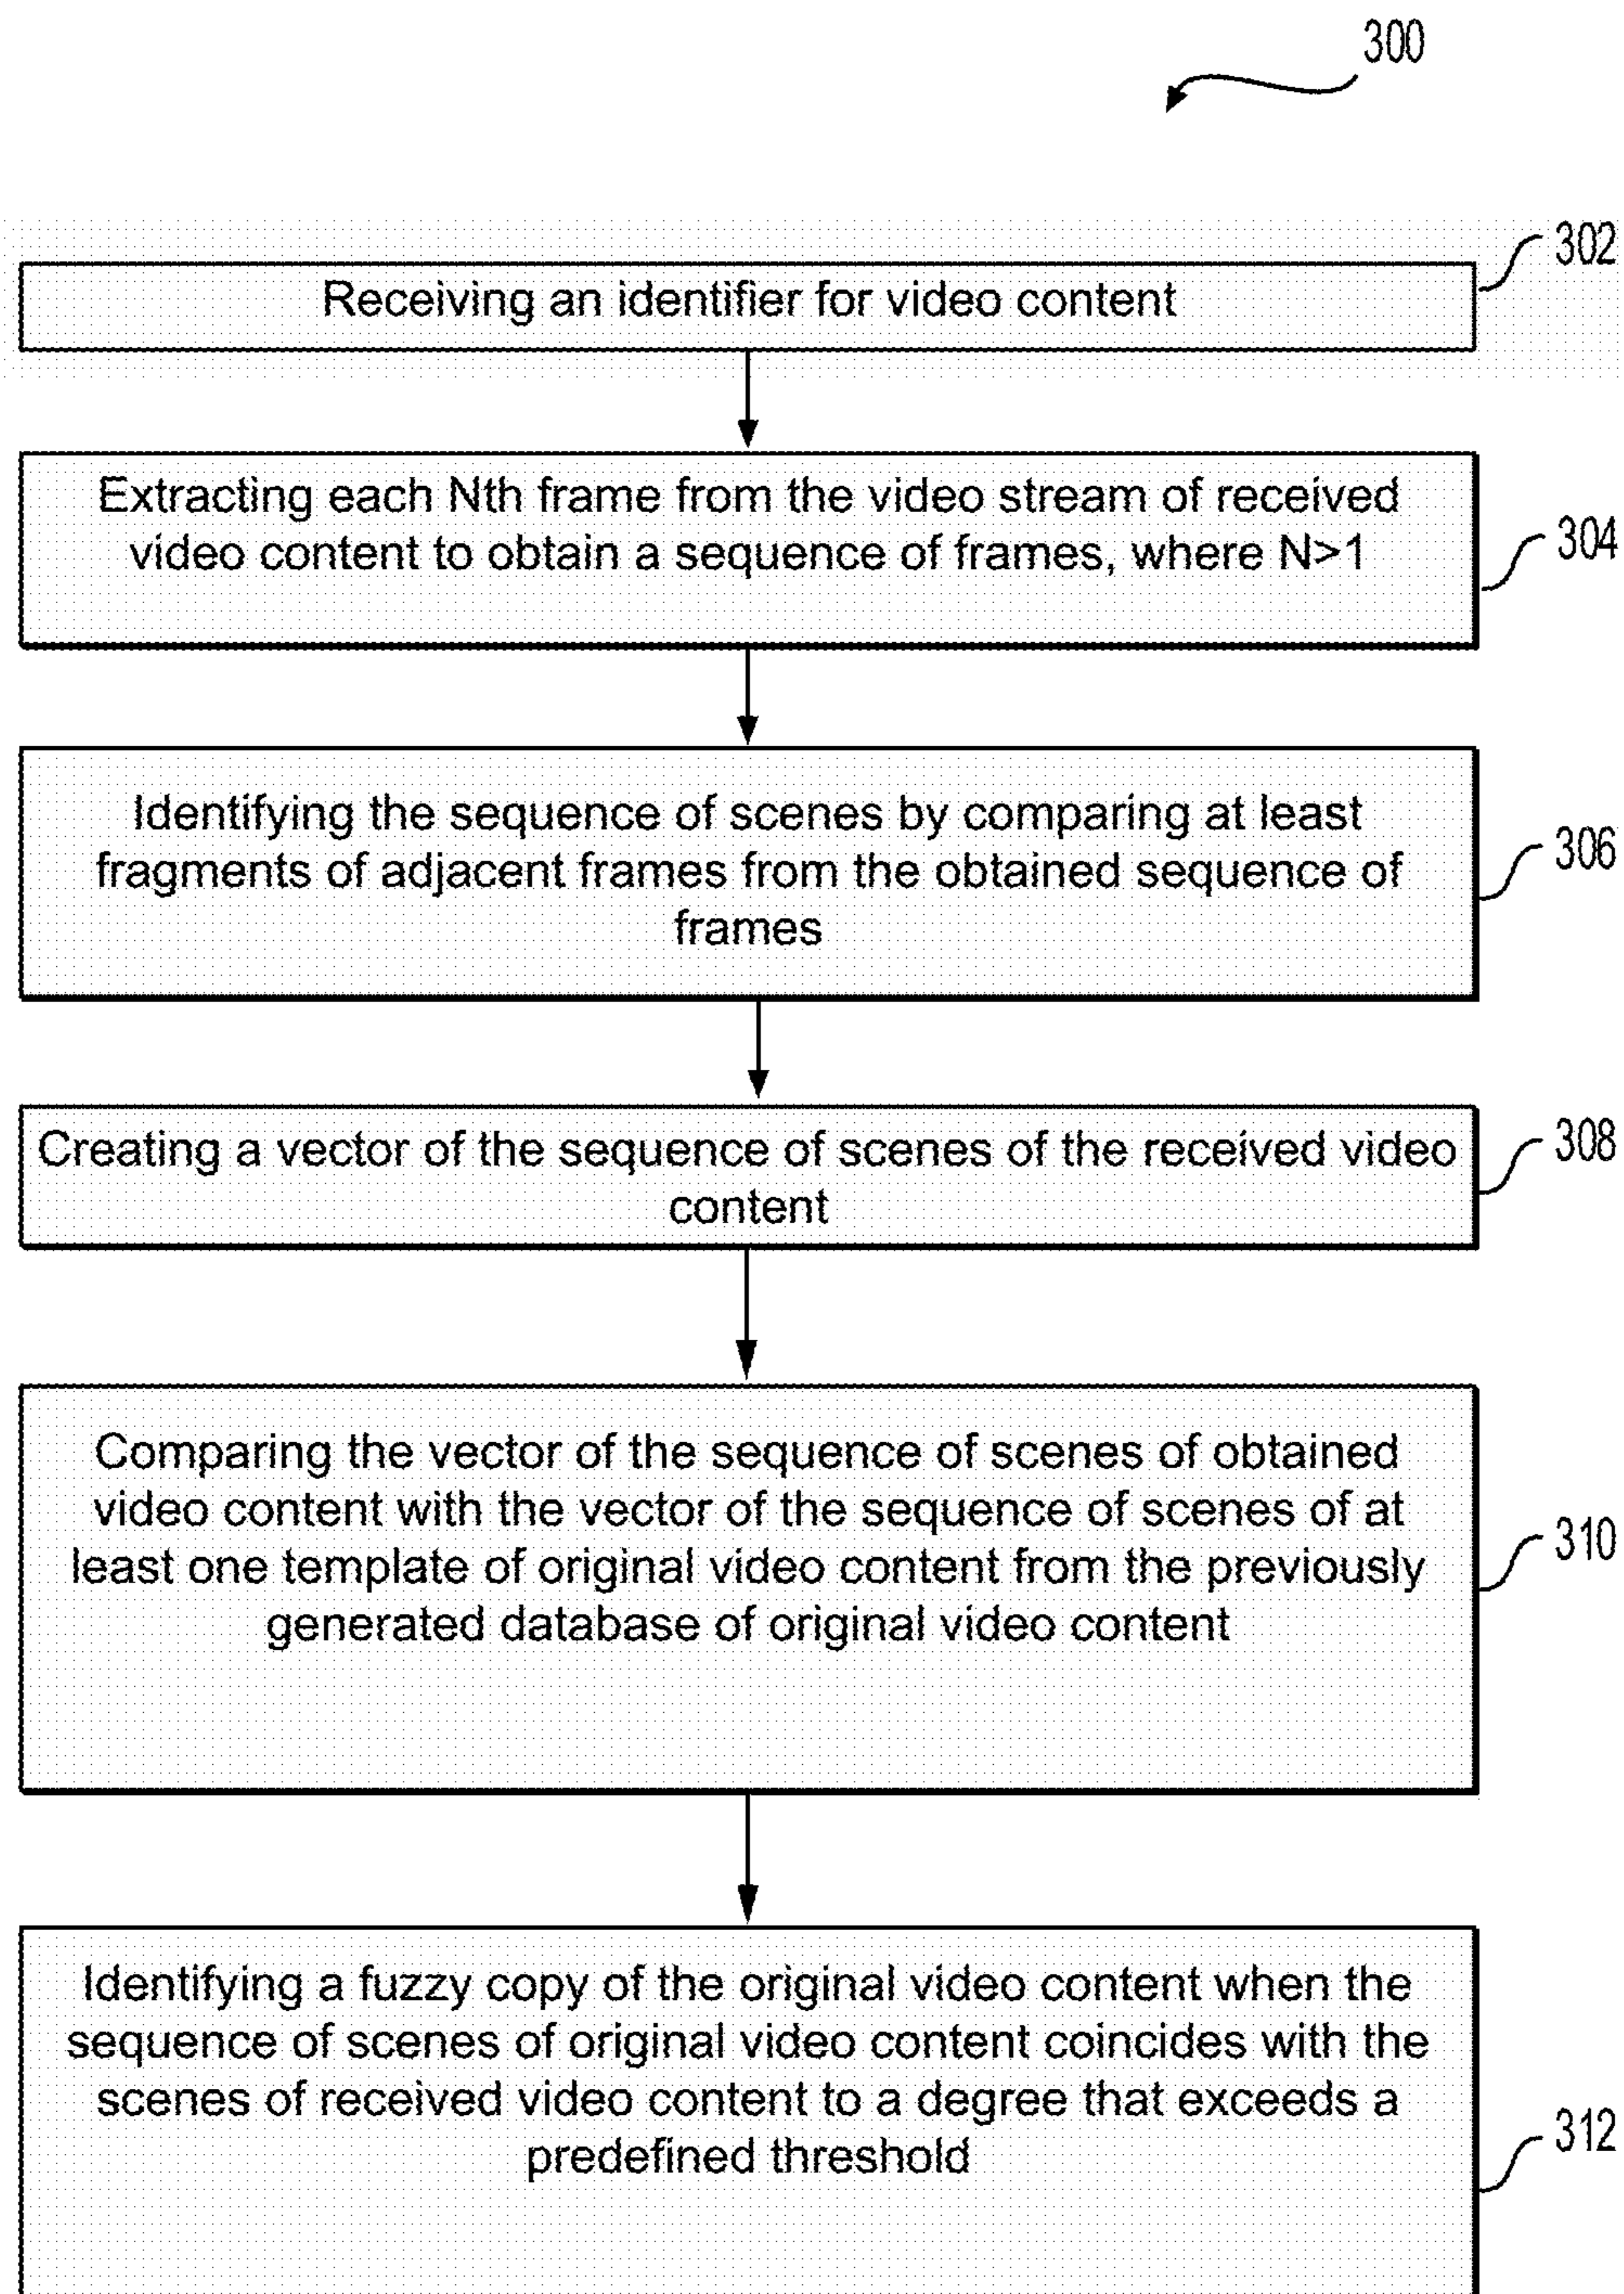 300
302
Receiving an identifier for video content
Extracting each Nth frame from the video stream of received
video content to obtain a sequence of frames, where N>1
304
Identifying the sequence of scenes by comparing at least
fragments of adjacent frames from the obtained sequence of
frames
306
Creating a vector of the sequence of scenes of the received video
content
308
Comparing the vector of the sequence of scenes of obtained
video content with the vector of the sequence of scenes of at
least one template of original video content from the previously
generated database of original video content
310
Identifying a fuzzy copy of the original video content when the
sequence of scenes of original video content coincides with the
scenes of received video content to a degree that exceeds a
predefined threshold
312